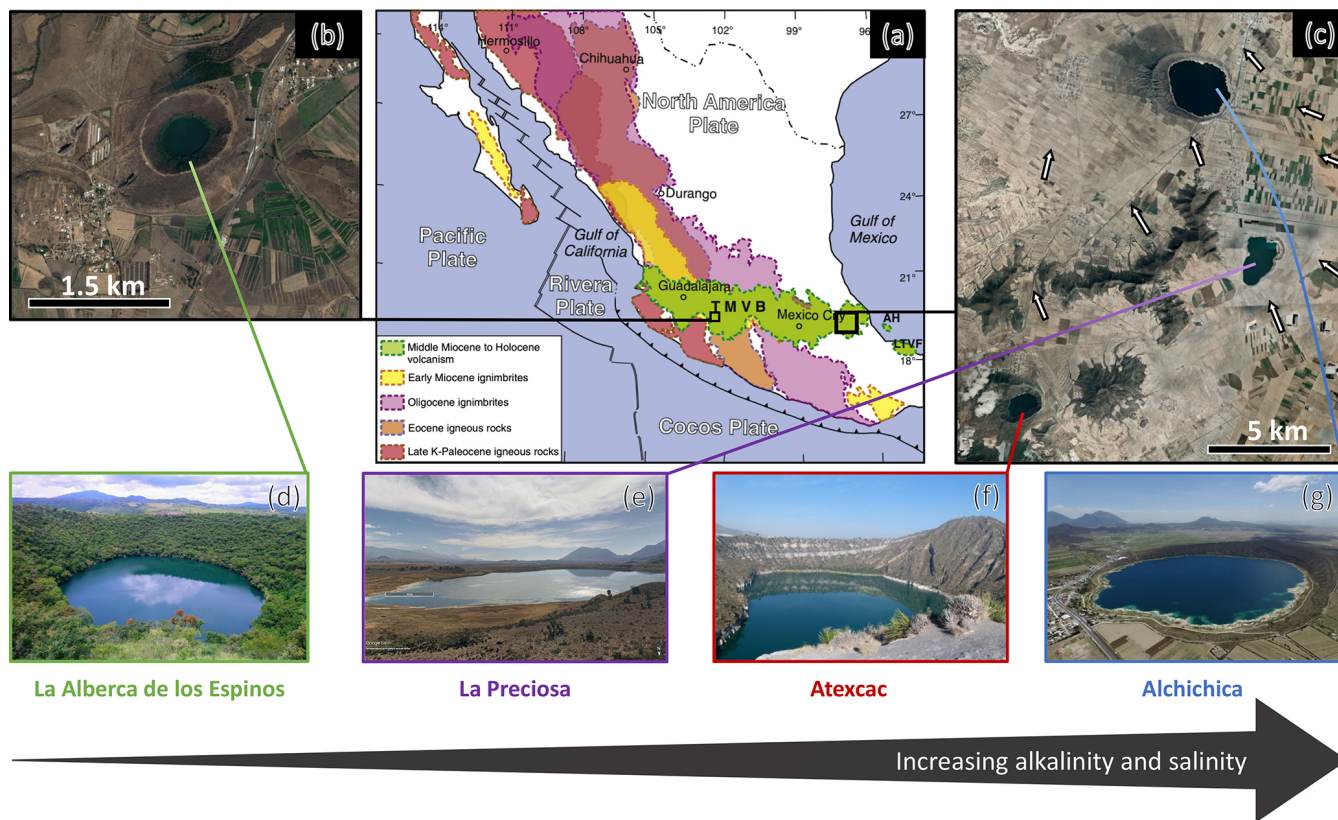 (b)
1.5 km
(a)
114°
111°
108°
105°
102°
99°
96°
Hermosillo
Chihuahua
North America
Plate
27°
Durango
24°
Gulf of
California
Gulf of
Mexico
Pacific
Plate
21°
Rivera
Plate
Guadalajara
T M V B
Mexico City
AH
LTVF
18°
Cocos Plate
Middle Miocene to Holocene
volcanism
Early Miocene ignimbrites
Oligocene ignimbrites
Eocene igneous rocks
Late K-Paleocene igneous rocks
(c)
5 km
(d)
(e)
(f)
(g)
La Alberca de los Espinos
La Preciosa
Atexcac
Alchichica
Increasing alkalinity and salinity